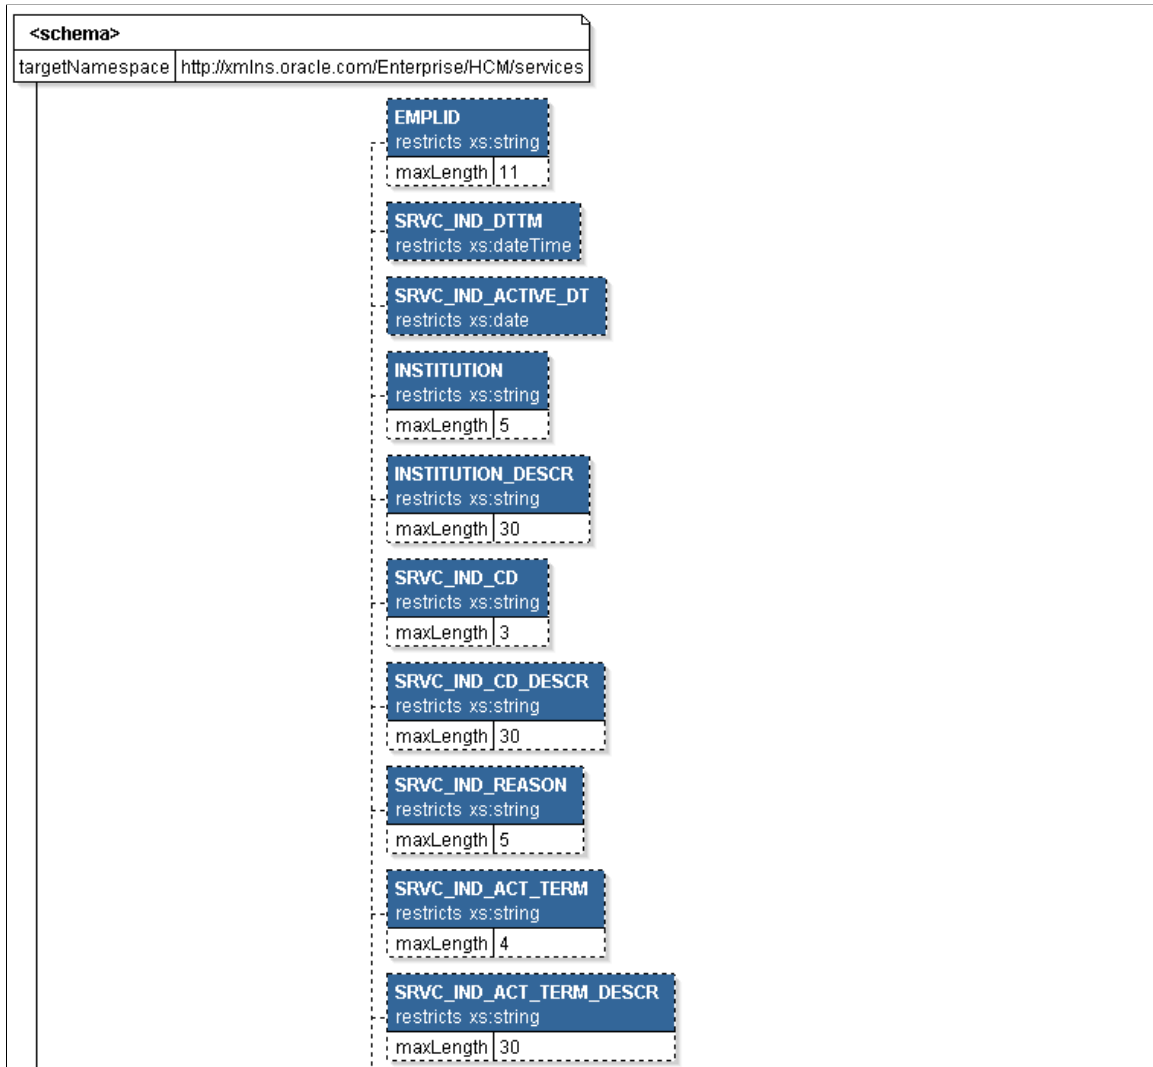 <schema>
targetNamespace http://xmlns.oracle.com/Enterprise/HCM/services
EMPLID
restricts xs:string
maxLength 11
SRVC_IND_DTTM
restricts xs:dateTime
SRVC_IND_ACTIVE_DT
restricts xs:date
INSTITUTION
restricts xs:string
maxLength 5
INSTITUTION_DESCR
restricts xs:string
maxLength 30
SRVC_IND_CD
restricts xs:string
maxLength 3
SRVC_IND_CD_DESCR
restricts xs:string
maxLength 30
SRVC_IND_REASON
restricts xs:string
maxLength 5
SRVC_IND_ACT_TERM
restricts xs:string
maxLength 4
SRVC_IND_ACT_TERM_DESCR
restricts xs:string
maxLength 30